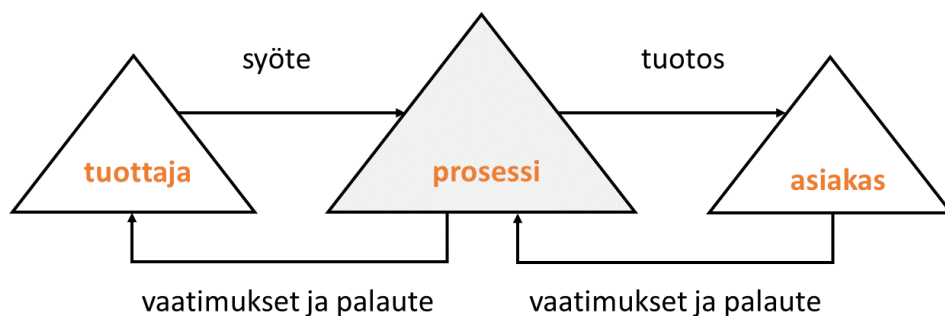 syöte
tuotos
tuottaja
prosessi
asiakas
vaatimukset ja palaute
vaatimukset ja palaute